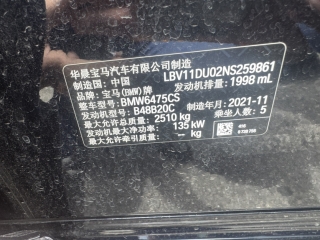 华晨宝马汽车有限公司制造
制造国：中国 LBV11DU02NS259861
品牌：宝马(BMW)牌 发动机排量：1998 mL
整车型号：BMW6475CS
发动机型号：B48B20C 制造年月：2021-11
最大允许总质量：2510 kg 乘坐人数：5
发动机最大净功率：135 kW
最大允许牵引质量：-- kg